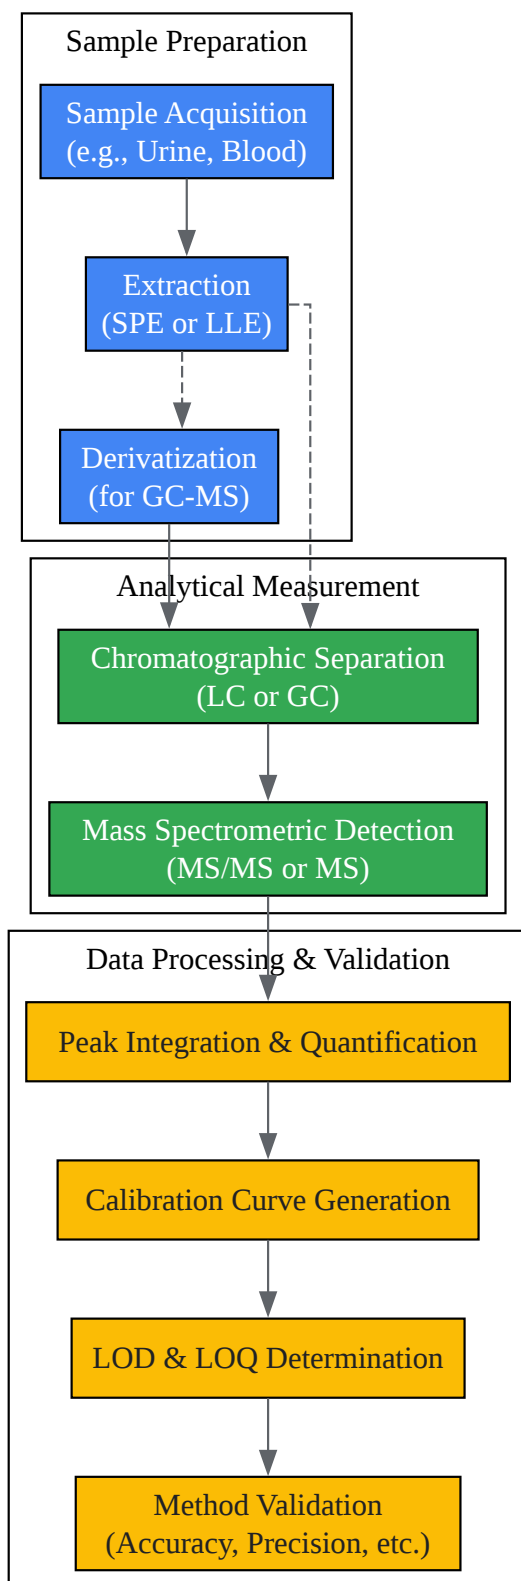 Sample Preparation
Sample Acquisition
(e.g., Urine, Blood)
Extraction
(SPE or LLE)
Derivatization
(for GC-MS)
Analytical Measurement
Chromatographic Separation
(LC or GC)
Mass Spectrometric Detection
(MS/MS or MS)
Data Processing & Validation
Peak Integration & Quantification
Calibration Curve Generation
LOD & LOQ Determination
Method Validation
(Accuracy, Precision, etc.)